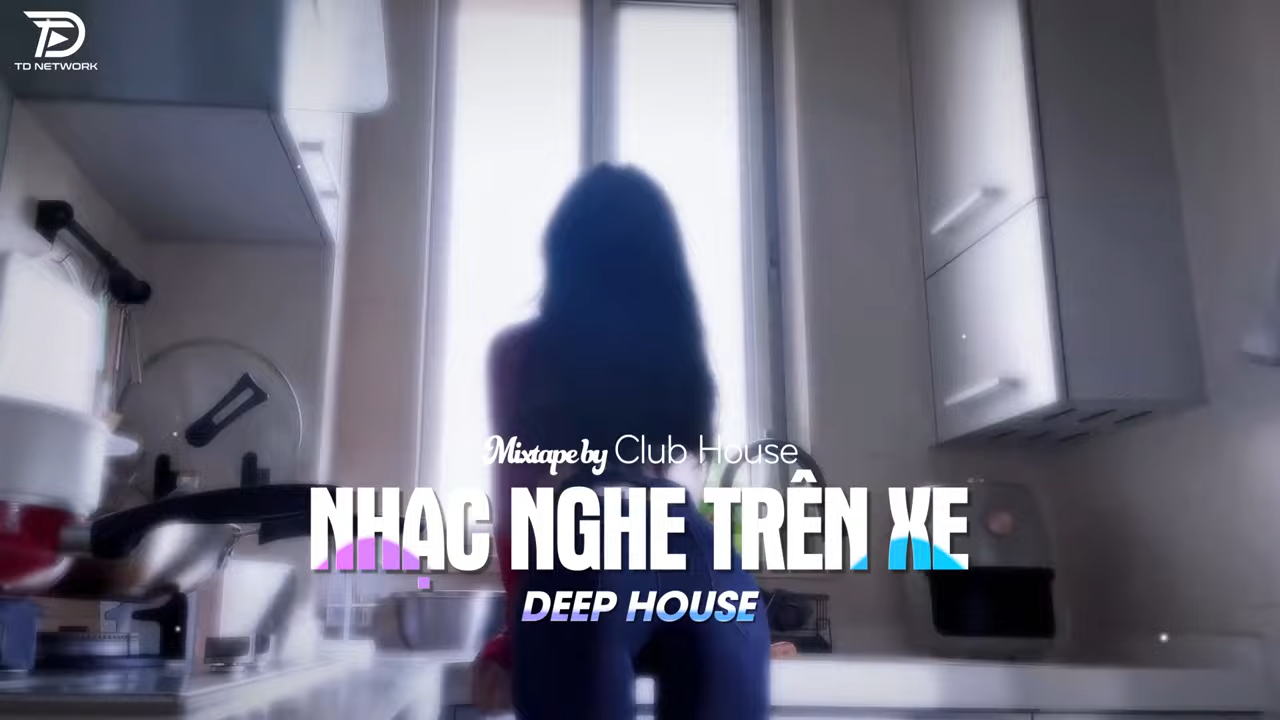 TD NETWORK
Mixtape by Club House
NHẠC NGHE TRÊN XE
DEEP HOUSE